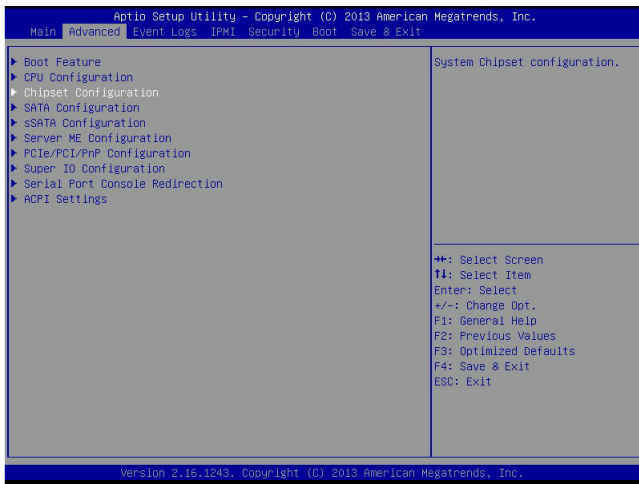 Aptio Setup Utility – Copyright (C) 2013 American Megatrends, Inc.
Main Advanced Event Logs IPMI Security Boot Save & Exit
▶ Boot Feature
▶ CPU Configuration
▶ Chipset Configuration
▶ SATA Configuration
▶ sSATA Configuration
▶ Server ME Configuration
▶ PCIe/PCI/PnP Configuration
▶ Super IO Configuration
▶ Serial Port Console Redirection
▶ ACPI Settings
System Chipset configuration.
→←: Select Screen
↑↓: Select Item
Enter: Select
+/-: Change Opt.
F1: General Help
F2: Previous Values
F3: Optimized Defaults
F4: Save & Exit
ESC: Exit
Version 2.16.1243. Copyright (C) 2013 American Megatrends, Inc.